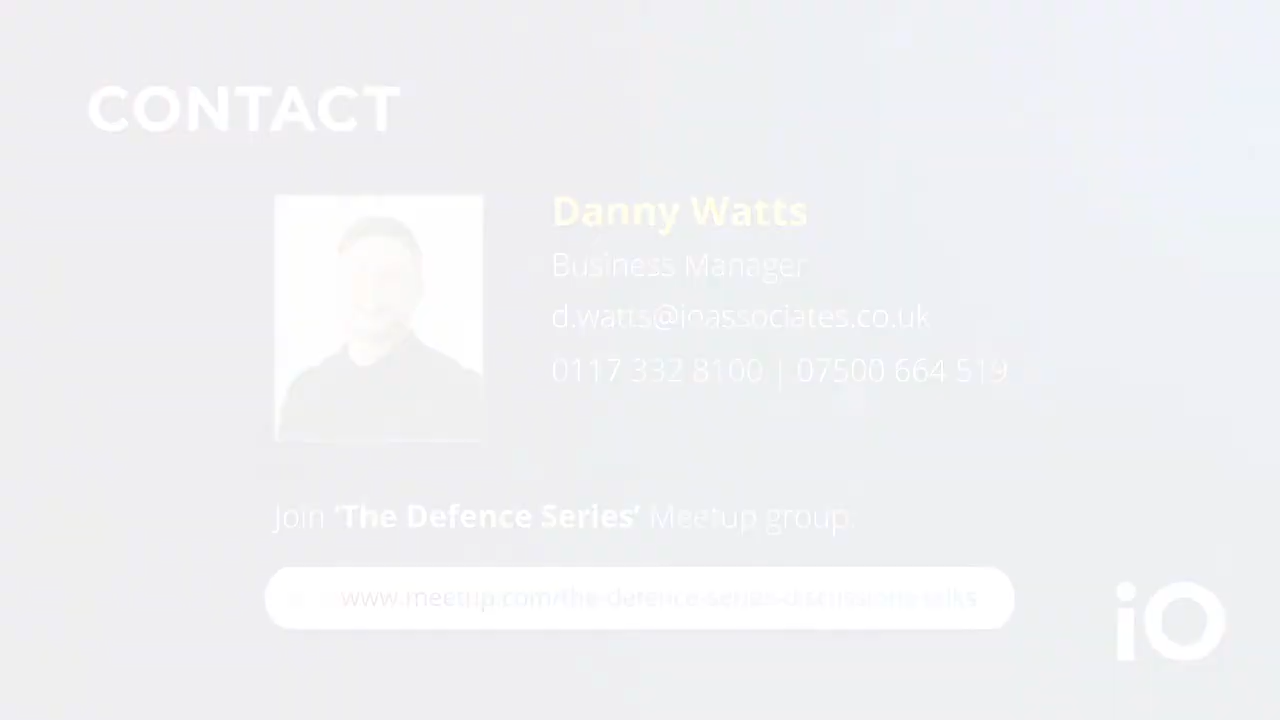 CONTACT
Danny Watts
Business Manager
d.watts@ioassociates.co.uk
0117 332 8100 | 07500 664 519
Join 'The Defence Series' Meetup group.
www.meetup.com/the-defence-series-discussions-talks
iO